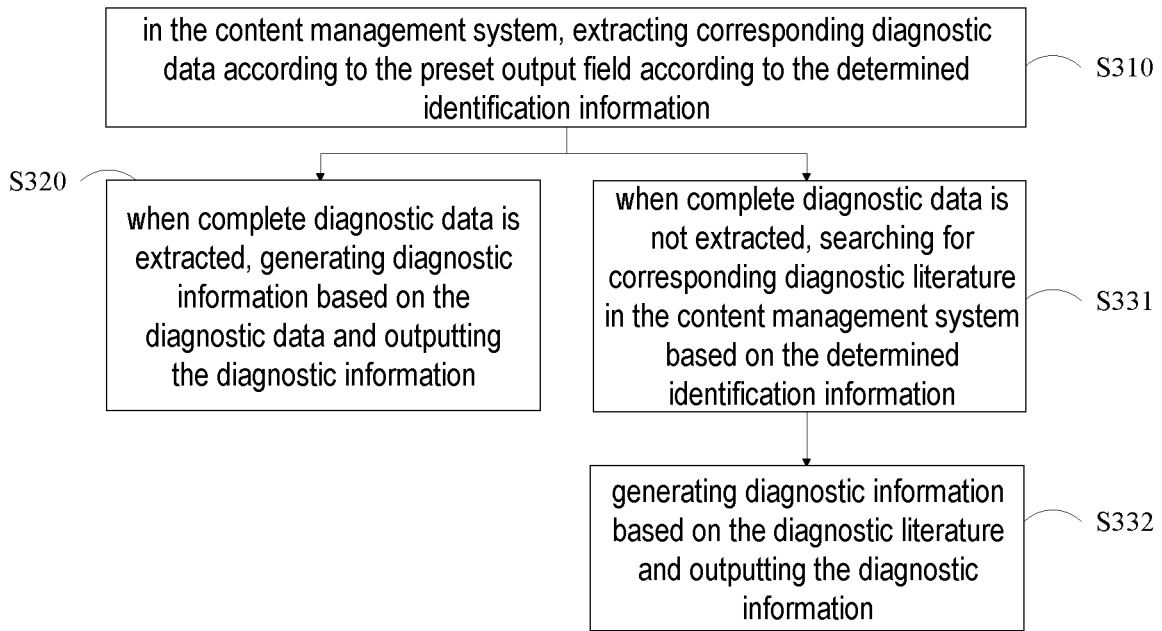 in the content management system, extracting corresponding diagnostic
data according to the preset output field according to the determined
identification information
S310
S320
when complete diagnostic data is
extracted, generating diagnostic
information based on the
diagnostic data and outputting
the diagnostic information
when complete diagnostic data is
not extracted, searching for
corresponding diagnostic literature
in the content management system
based on the determined
identification information
S331
generating diagnostic information
based on the diagnostic literature
and outputting the diagnostic
information
S332